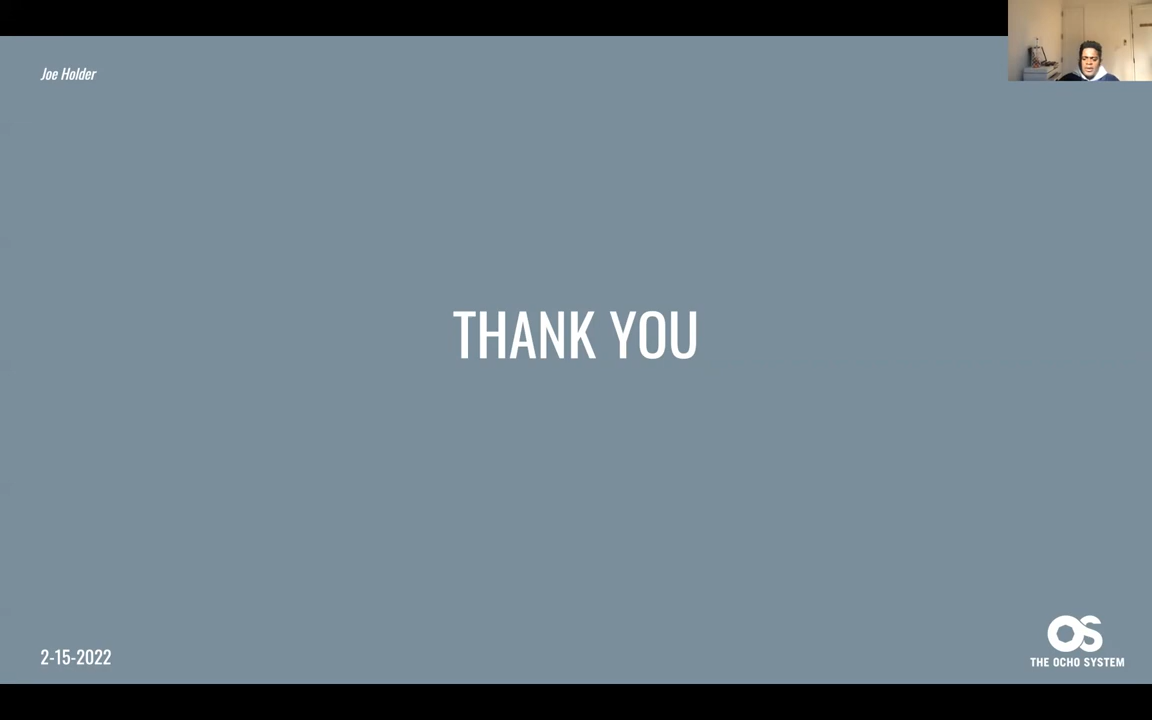 Joe Holder
THANK YOU
2-15-2022
OS
THE OCHO SYSTEM